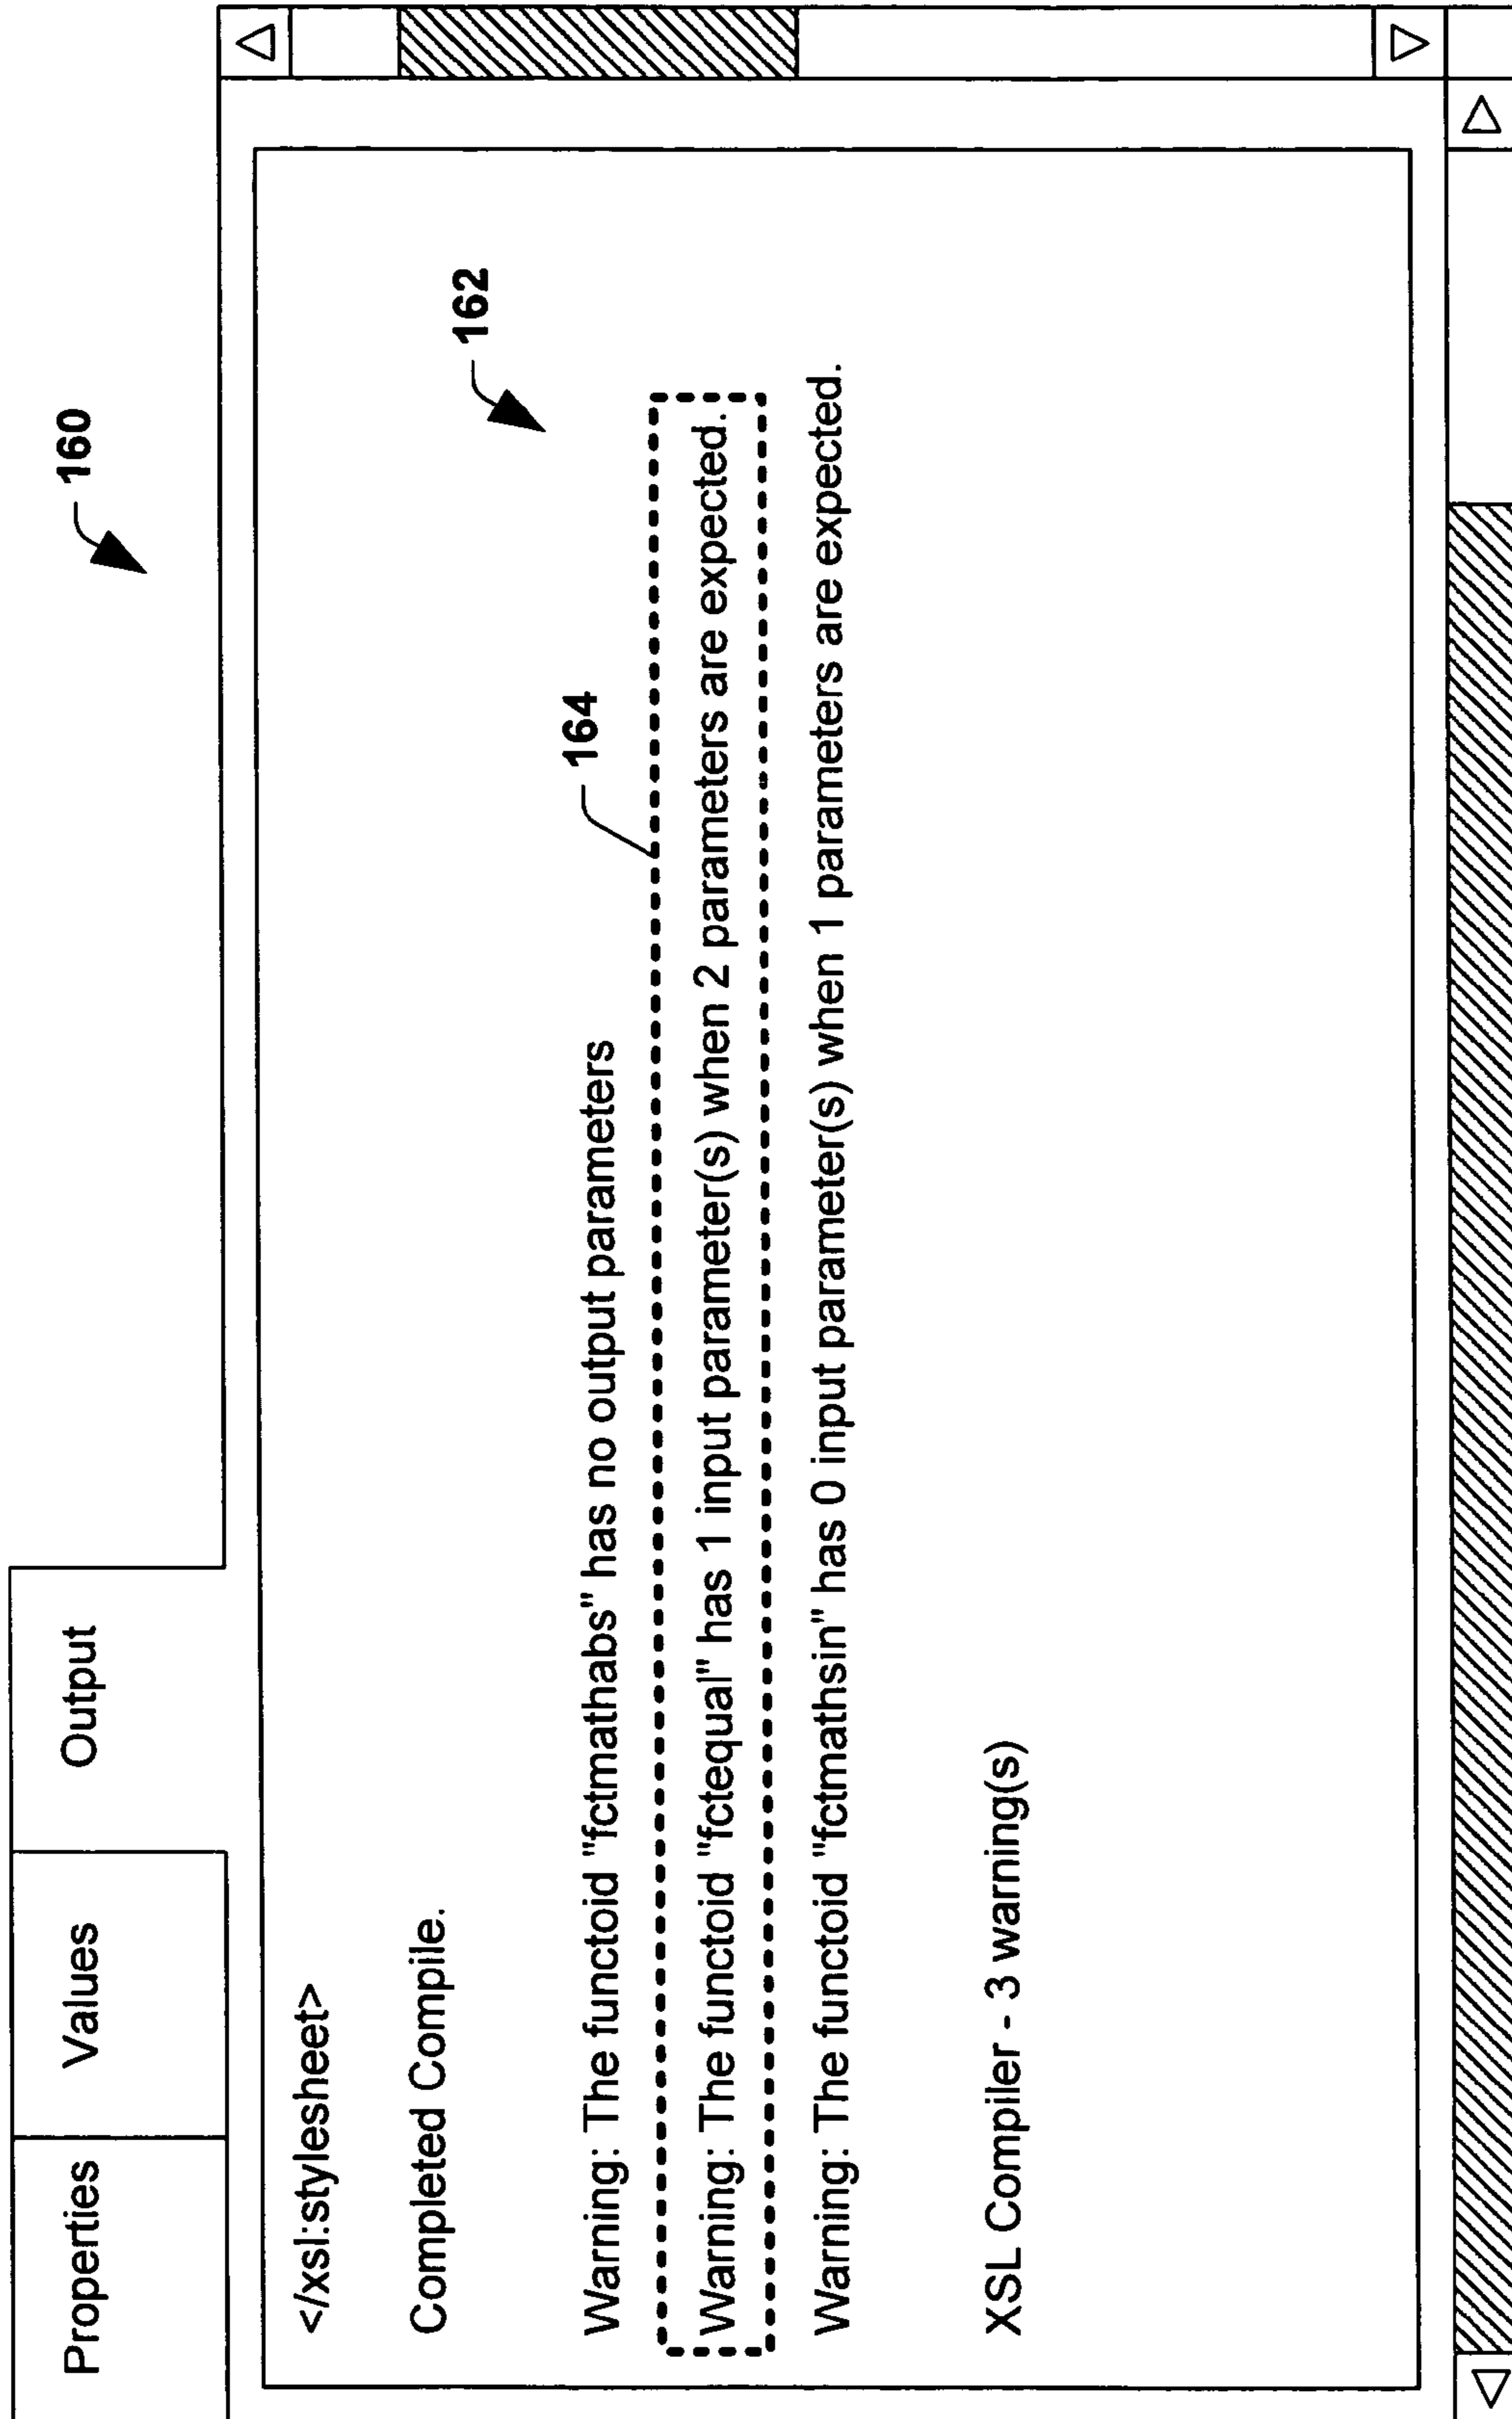 160
Properties
Values
Output
</xsl:stylesheet>
Completed Compile.
162
164
Warning: The functoid "fctmathabs" has no output parameters
Warning: The functoid "fctequal" has 1 input parameter(s) when 2 parameters are expected.
Warning: The functoid "fctmathsin" has 0 input parameter(s) when 1 parameters are expected.
XSL Compiler - 3 warning(s)